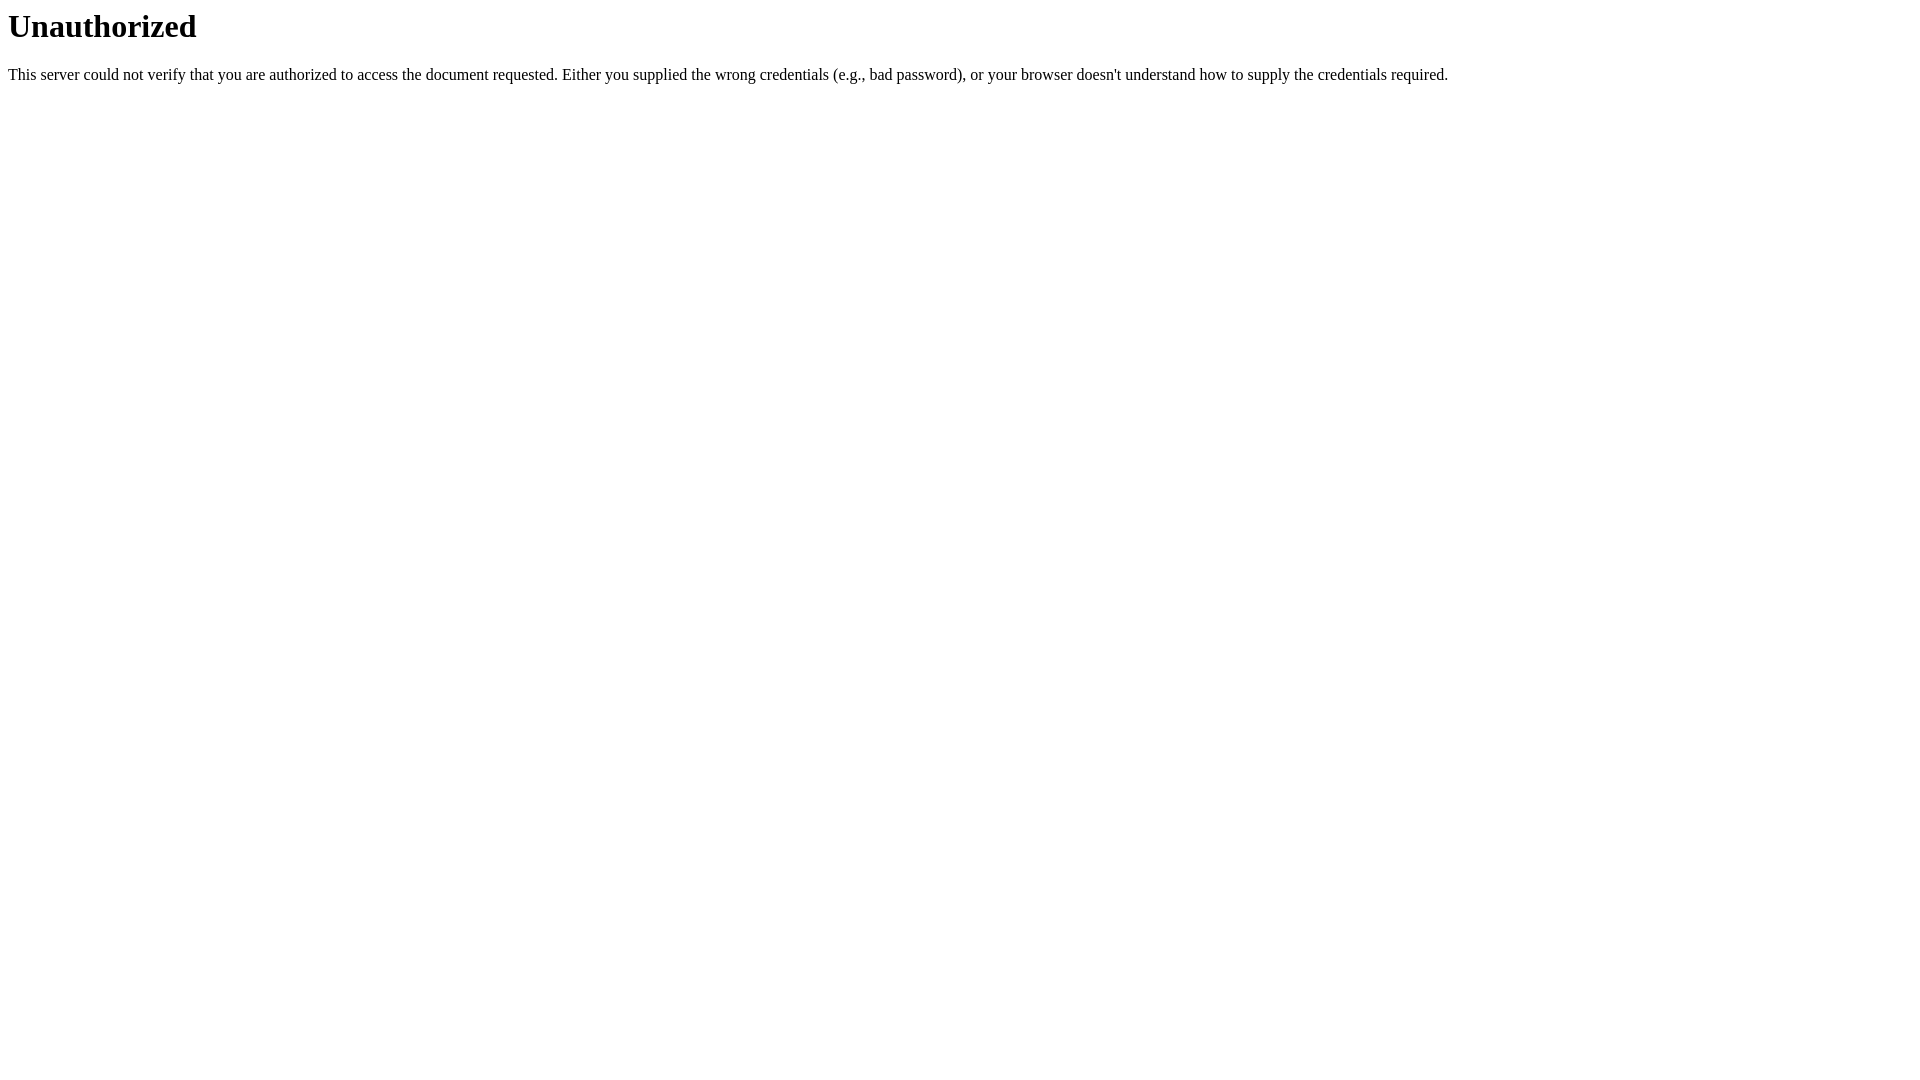 Unauthorized
This server could not verify that you are authorized to access the document requested. Either you supplied the wrong credentials (e.g., bad password), or your browser doesn't understand how to supply the credentials required.